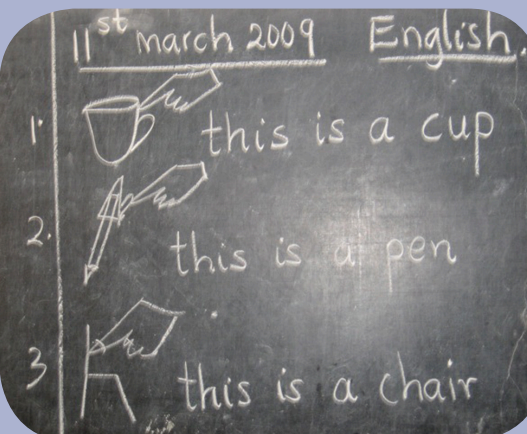 11st march 2009 English.
1. this is a cup
2. this is a pen
3 this is a chair